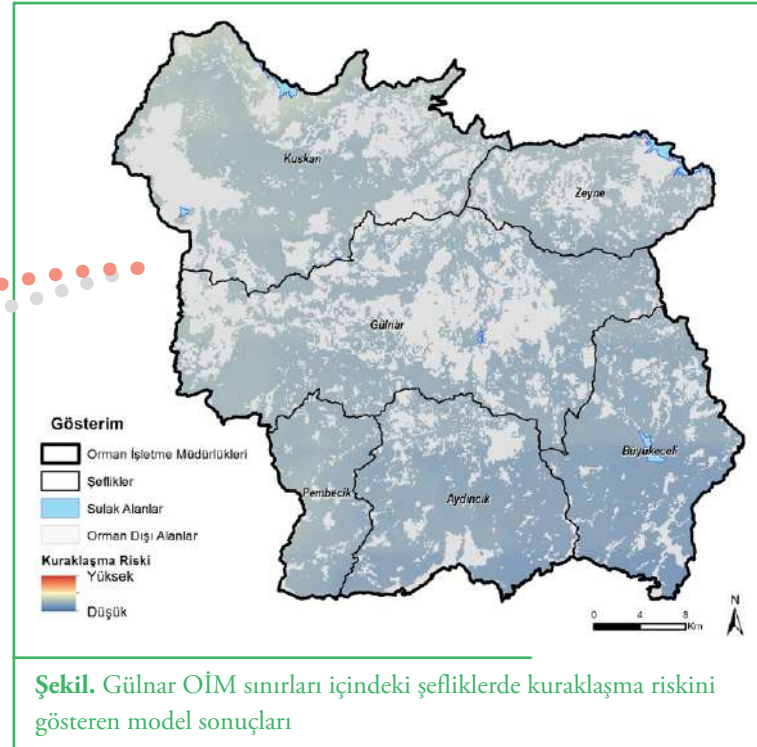 Kuskan
Zeyne
Gülnar
Büyükeceli
Pembecik
Aydıncık
Gösterim
Orman İşletme Müdürlükleri
Şeflikler
Sulak Alanlar
Orman Dışı Alanlar
Kuraklaşma Riski
Yüksek
Düşük
N
0 4 8
Km
Şekil. Gülnar OİM sınırları içindeki şefliklerde kuraklaşma riskini
gösteren model sonuçları